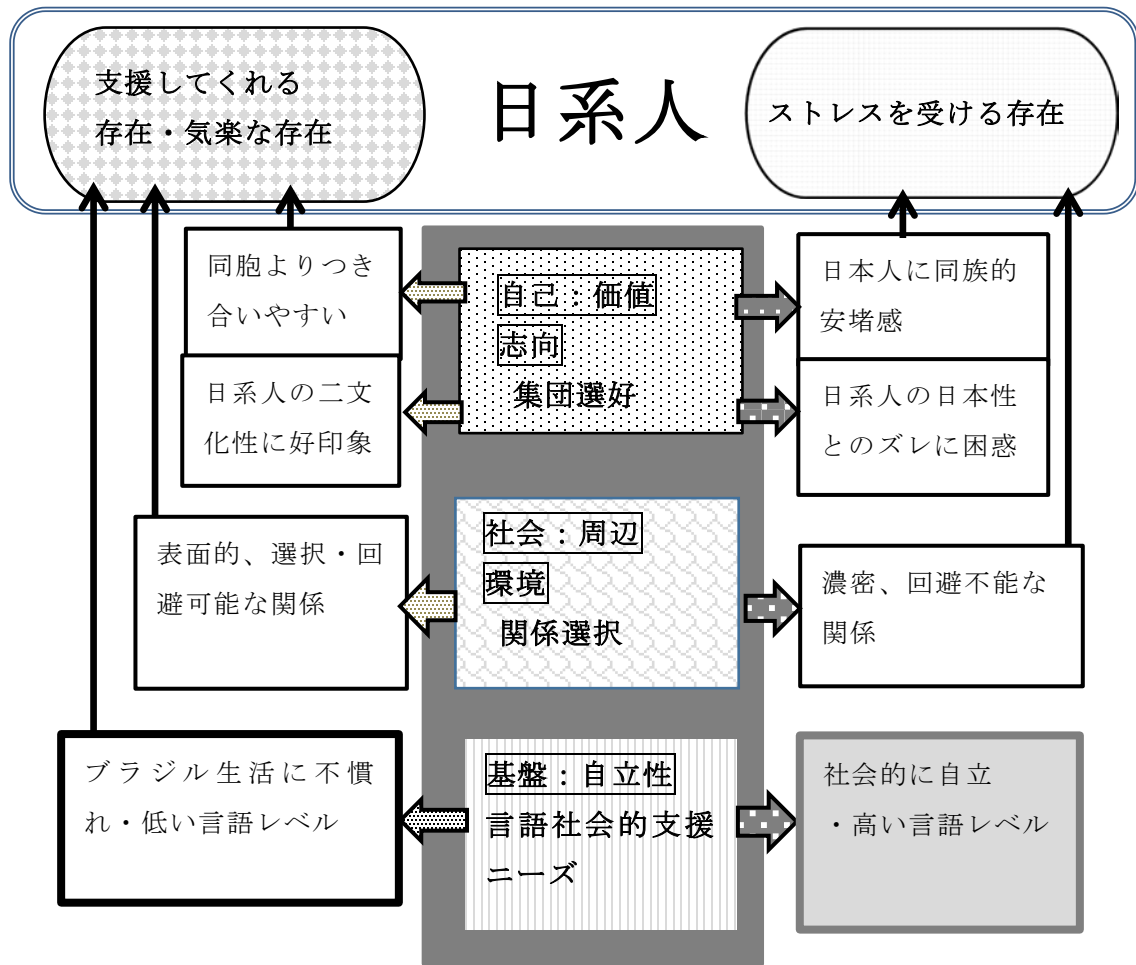 支援してくれる
存在・気楽な存在
日系人
ストレスを受ける存在
同胞よりつき
合いやすい
自己:価値
志向
集団選好
日本人に同族的
安堵感
日系人の二文
化性に好印象
日系人の日本性
とのズレに困惑
表面的、選択・回
避可能な関係
社会:周辺
環境
関係選択
濃密、回避不能な
関係
ブラジル生活に不慣
れ・低い言語レベル
基盤:自立性
言語社会的支援
ニーズ
社会的に自立
・高い言語レベル